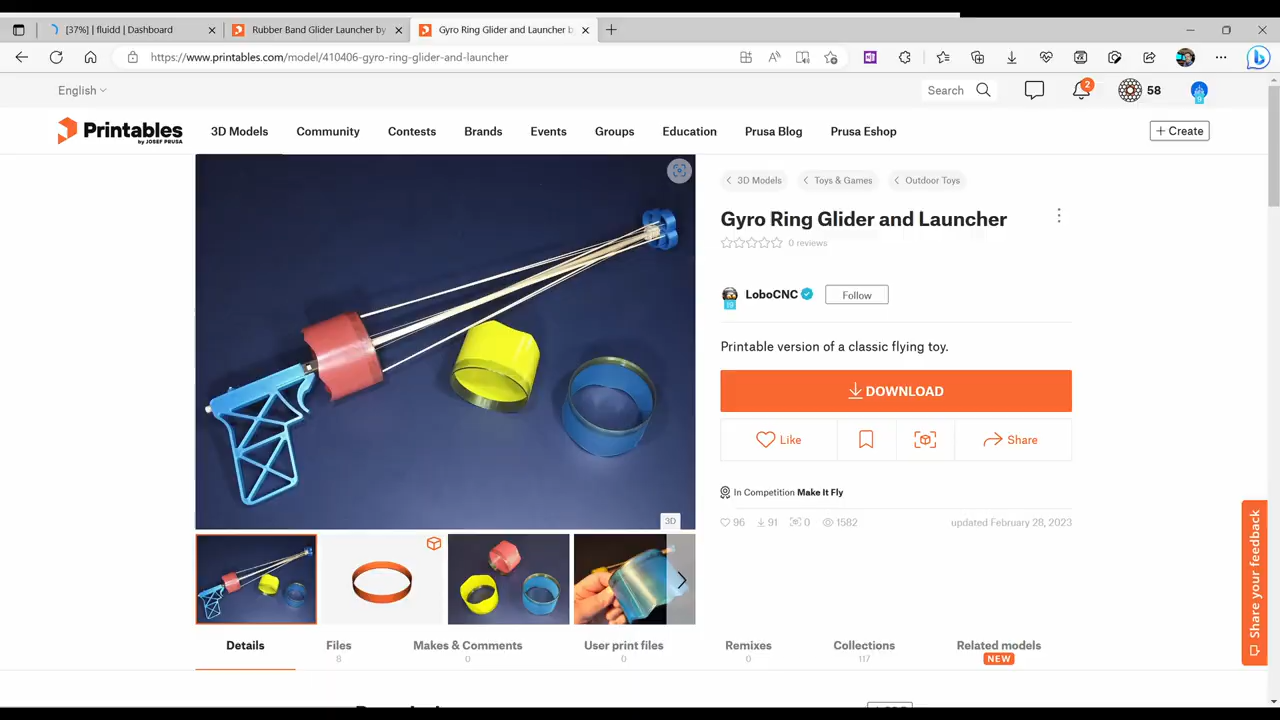 [37%] | fluidd | Dashboard
Rubber Band Glider Launcher by
Gyro Ring Glider and Launcher b
https://www.printables.com/model/410406-gyro-ring-glider-and-launcher
English
Search
2
58
9
Printables
by JOSEF PRUSA
3D Models
Community
Contests
Brands
Events
Groups
Education
Prusa Blog
Prusa Eshop
+ Create
3D Models
Toys & Games
Outdoor Toys
Gyro Ring Glider and Launcher
0 reviews
LoboCNC
19
Follow
Printable version of a classic flying toy.
DOWNLOAD
Like
Share
In Competition Make It Fly
96
91
0
1582
updated February 28, 2023
3D
Share your feedback
Details
Files
8
Makes & Comments
0
User print files
0
Remixes
0
Collections
117
Related models
NEW